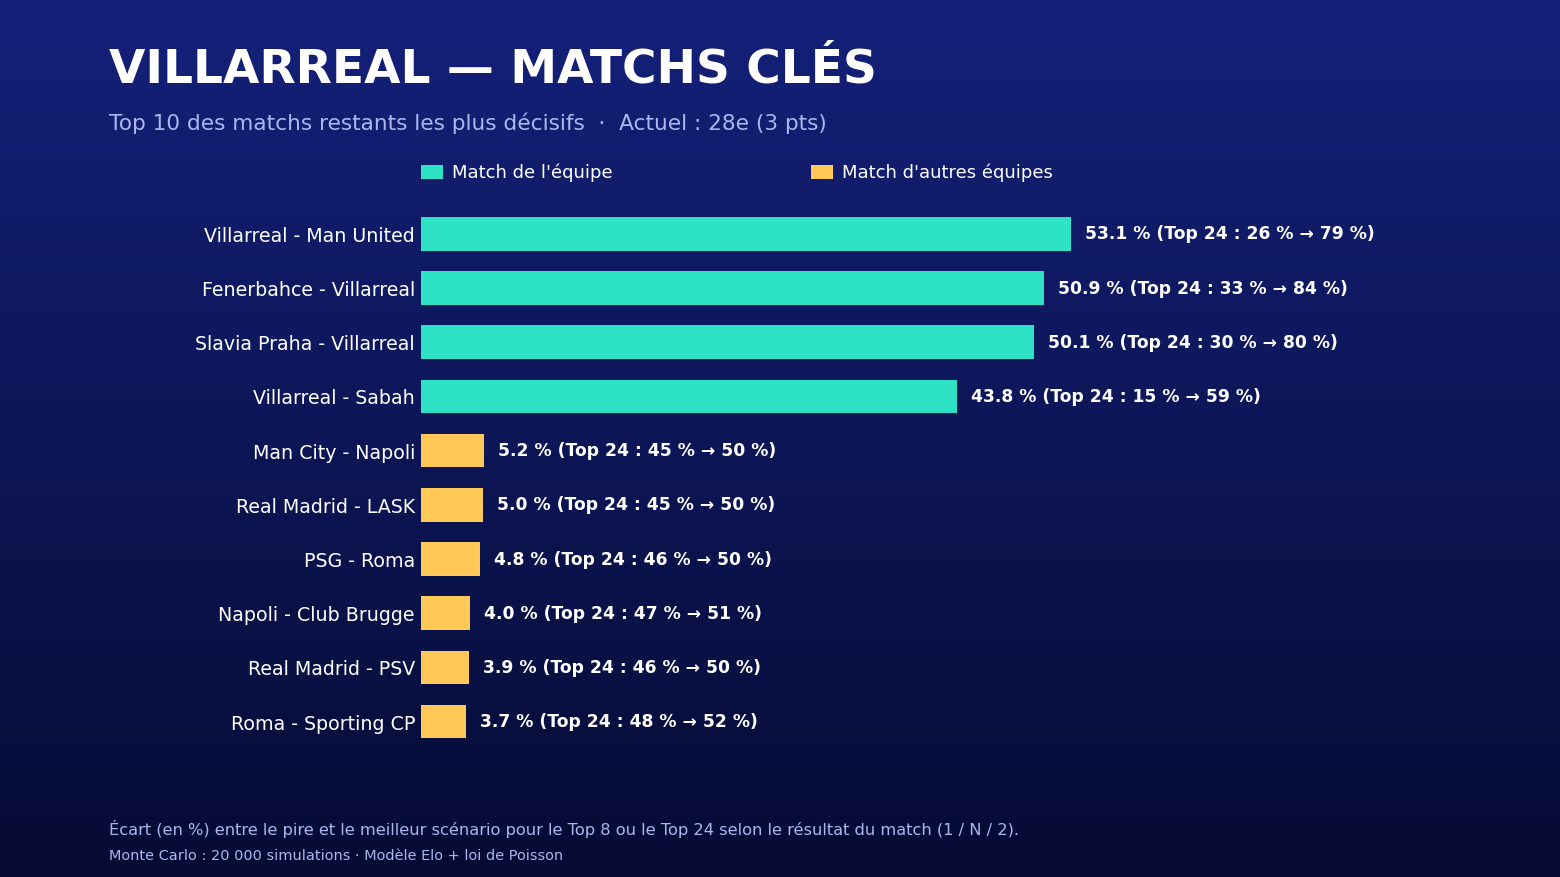 VILLARREAL — MATCHS CLÉS
Top 10 des matchs restants les plus décisifs · Actuel : 28e (3 pts)
Match de l'équipe
Match d'autres équipes
Villarreal - Man United 53.1 % (Top 24 : 26 % → 79 %)
Fenerbahce - Villarreal 50.9 % (Top 24 : 33 % → 84 %)
Slavia Praha - Villarreal 50.1 % (Top 24 : 30 % → 80 %)
Villarreal - Sabah 43.8 % (Top 24 : 15 % → 59 %)
Man City - Napoli 5.2 % (Top 24 : 45 % → 50 %)
Real Madrid - LASK 5.0 % (Top 24 : 45 % → 50 %)
PSG - Roma 4.8 % (Top 24 : 46 % → 50 %)
Napoli - Club Brugge 4.0 % (Top 24 : 47 % → 51 %)
Real Madrid - PSV 3.9 % (Top 24 : 46 % → 50 %)
Roma - Sporting CP 3.7 % (Top 24 : 48 % → 52 %)
Écart (en %) entre le pire et le meilleur scénario pour le Top 8 ou le Top 24 selon le résultat du match (1 / N / 2).
Monte Carlo : 20 000 simulations · Modèle Elo + loi de Poisson